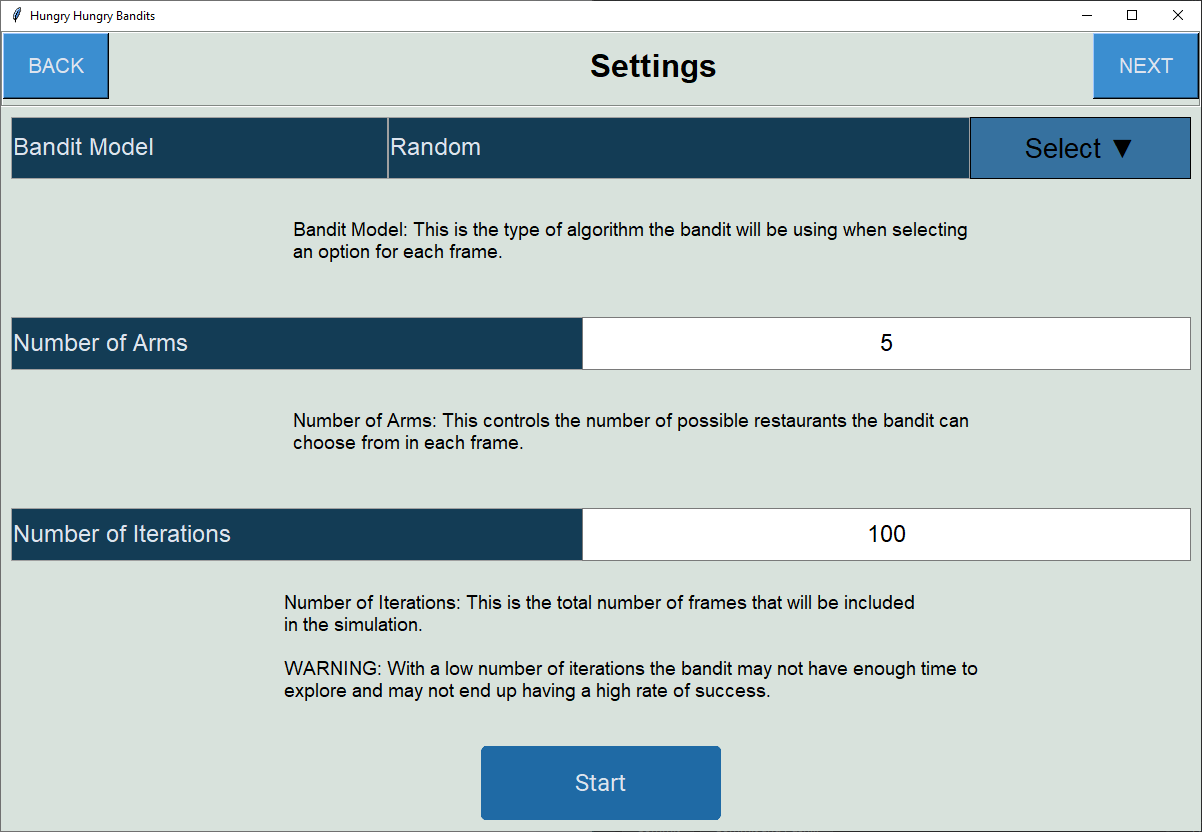 Hungry Hungry Bandits
BACK
Settings
NEXT
Bandit Model
Random
Select ▼
Bandit Model: This is the type of algorithm the bandit will be using when selecting
an option for each frame.
Number of Arms
5
Number of Arms: This controls the number of possible restaurants the bandit can
choose from in each frame.
Number of Iterations
100
Number of Iterations: This is the total number of frames that will be included
in the simulation.
WARNING: With a low number of iterations the bandit may not have enough time to
explore and may not end up having a high rate of success.
Start